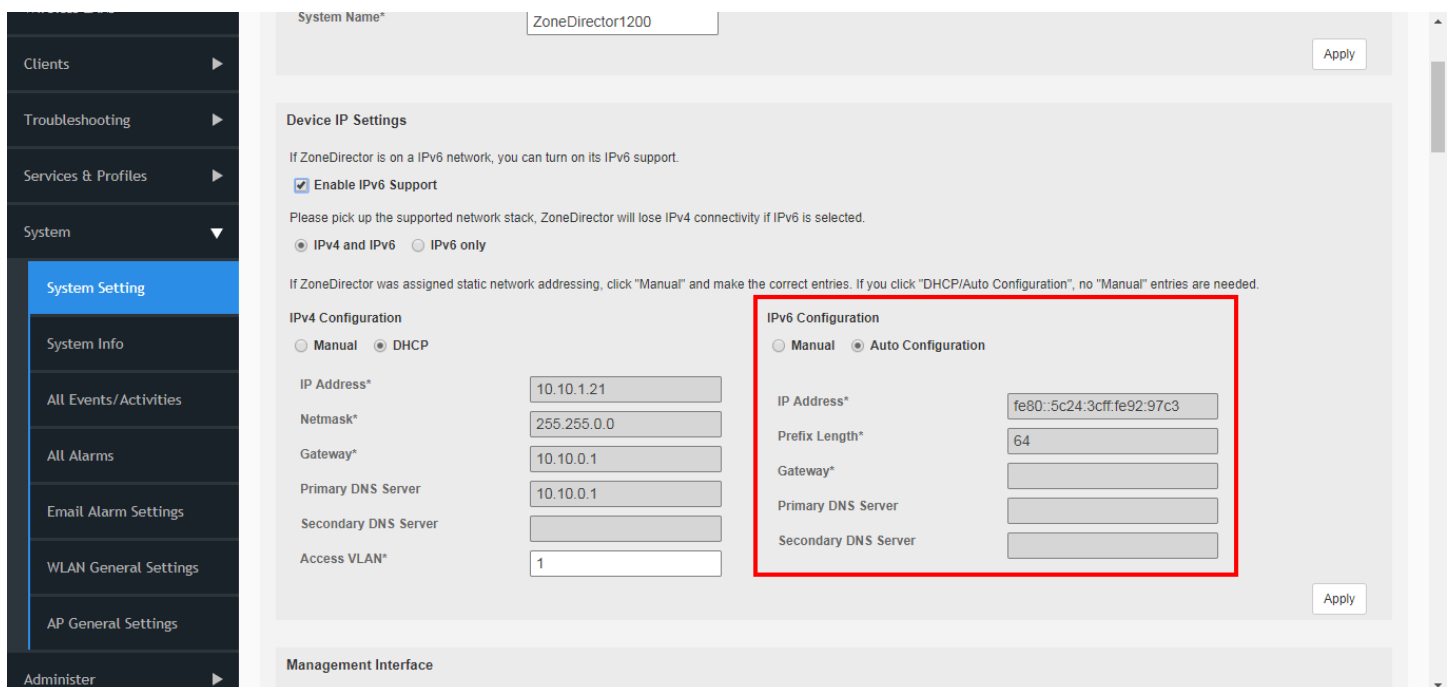 System Name*
ZoneDirector1200
Apply
Clients
Troubleshooting
Services & Profiles
System
System Setting
System Info
All Events/Activities
All Alarms
Email Alarm Settings
WLAN General Settings
AP General Settings
Administer
Device IP Settings
If ZoneDirector is on a IPv6 network, you can turn on its IPv6 support.
Enable IPv6 Support
Please pick up the supported network stack, ZoneDirector will lose IPv4 connectivity if IPv6 is selected.
IPv4 and IPv6 IPv6 only
If ZoneDirector was assigned static network addressing, click "Manual" and make the correct entries. If you click "DHCP/Auto Configuration", no "Manual" entries are needed.
IPv4 Configuration
Manual DHCP
IP Address* 10.10.1.21
Netmask* 255.255.0.0
Gateway* 10.10.0.1
Primary DNS Server 10.10.0.1
Secondary DNS Server
Access VLAN* 1
IPv6 Configuration
Manual Auto Configuration
IP Address* fe80::5c24:3cff:fe92:97c3
Prefix Length* 64
Gateway*
Primary DNS Server
Secondary DNS Server
Apply
Management Interface